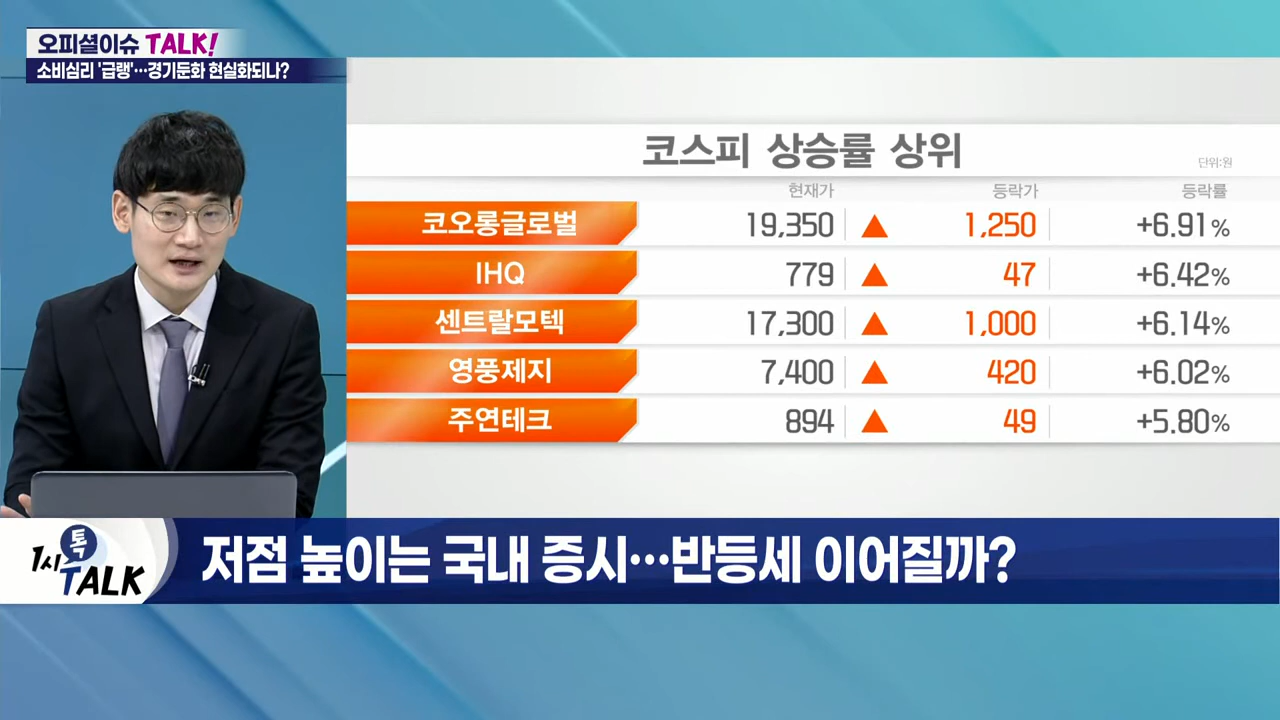 오피셜이슈 TALK!
소비심리 '급랭'…경기둔화 현실화되나?
코스피 상승률 상위
단위:원
현재가 등락가 등락률
코오롱글로벌 19,350 ▲ 1,250 +6.91%
IHQ 779 ▲ 47 +6.42%
센트랄모텍 17,300 ▲ 1,000 +6.14%
영풍제지 7,400 ▲ 420 +6.02%
주연테크 894 ▲ 49 +5.80%
1시 톡 TALK
저점 높이는 국내 증시…반등세 이어질까?